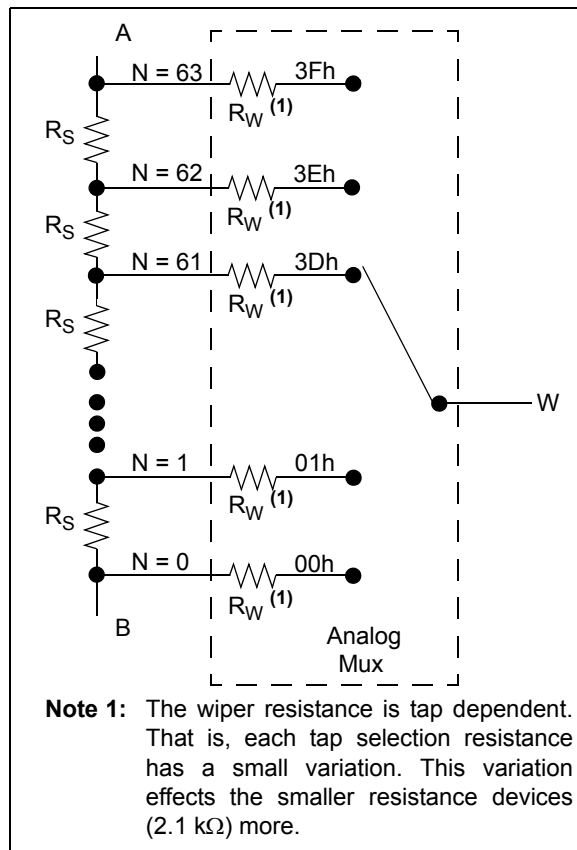 A
N = 63 3Fh
RS RW (1)
N = 62 3Eh
RS RW (1)
N = 61 3Dh
RS RW (1)
W
N = 1 01h
RS RW (1)
N = 0 00h
RW (1)
B
Analog
Mux
Note 1: The wiper resistance is tap dependent.
That is, each tap selection resistance
has a small variation. This variation
effects the smaller resistance devices
(2.1 kΩ) more.